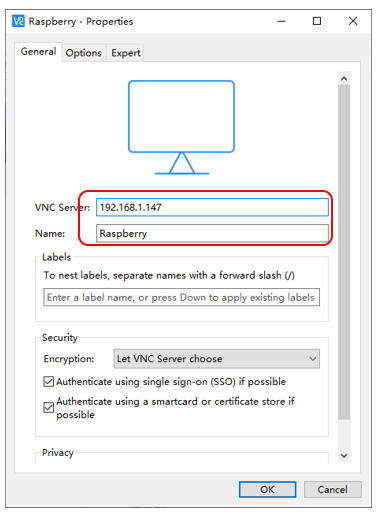 Raspberry - Properties
General Options Expert
VNC Server: 192.168.1.147
Name: Raspberry
Labels
To nest labels, separate names with a forward slash (/)
Enter a label name, or press Down to apply existing labels
Security
Encryption: Let VNC Server choose
Authenticate using single sign-on (SSO) if possible
Authenticate using a smartcard or certificate store if
possible
Privacy
OK Cancel